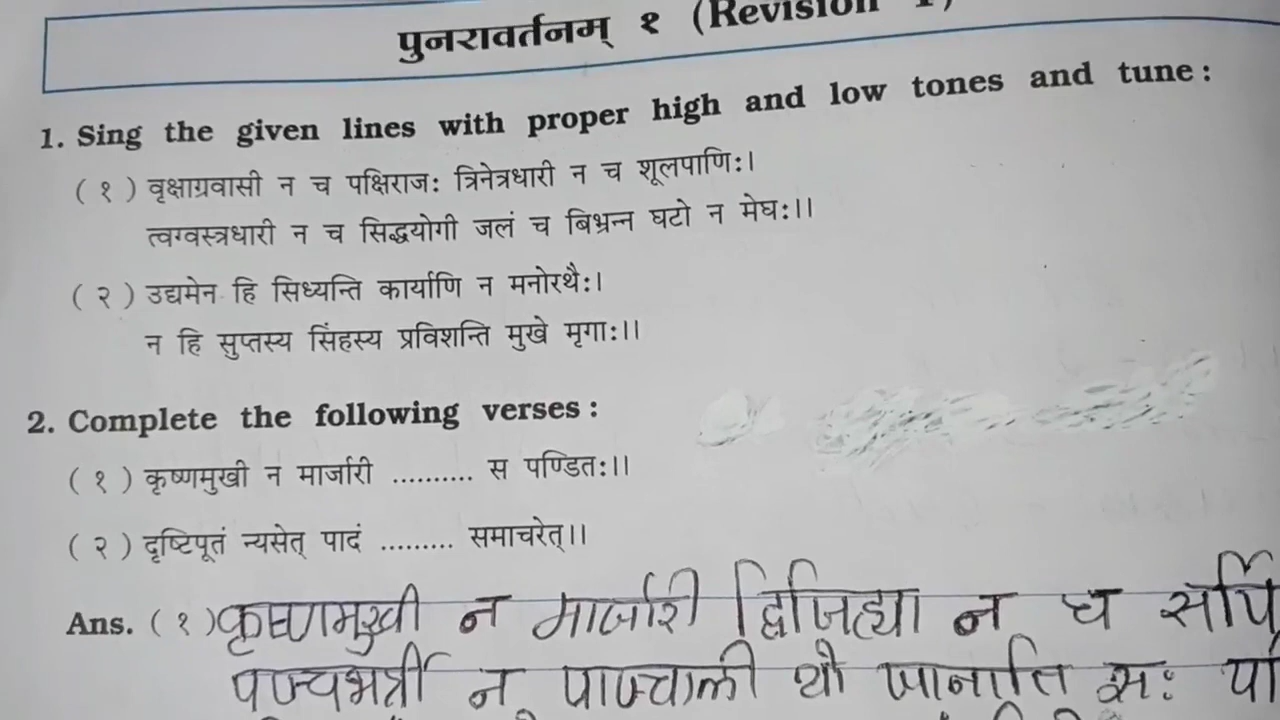 पुनरावर्तनम् १ (Revision 1)
1. Sing the given lines with proper high and low tones and tune :
( १ ) वृक्षाग्रवासी न च पक्षिराजः त्रिनेत्रधारी न च शूलपाणिः।
त्वग्वस्त्रधारी न च सिद्धयोगी जलं च बिभ्रन्न घटो न मेघः।।
( २ ) उद्यमेन हि सिध्यन्ति कार्याणि न मनोरथैः।
न हि सुप्तस्य सिंहस्य प्रविशन्ति मुखे मृगाः।।
2. Complete the following verses :
( १ ) कृष्णमुखी न मार्जारी .......... स पण्डितः।।
( २ ) दृष्टिपूतं न्यसेत् पादं ......... समाचरेत्।।
Ans. ( १ ) कृष्णमुखी न मार्जारी द्विजिह्या न च सर्पि
पञ्चभर्त्री न पाञ्चाली यो जानाति सः